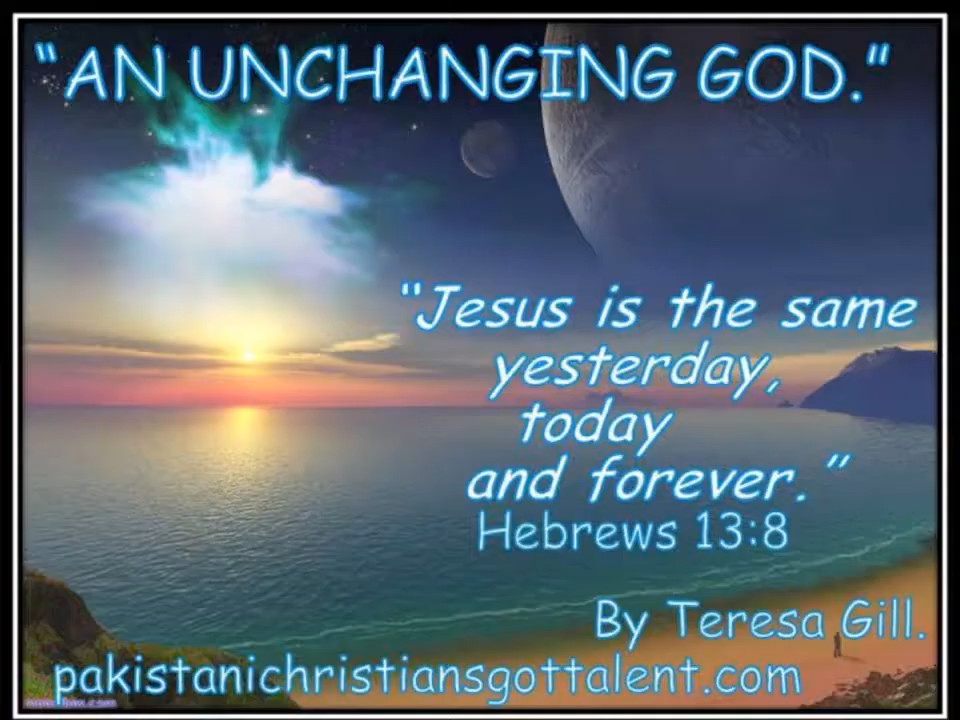 “AN UNCHANGING GOD.”
“Jesus is the same
yesterday,
today
and forever.”
Hebrews 13:8
By Teresa Gill.
pakistanichristiansgottalent.com